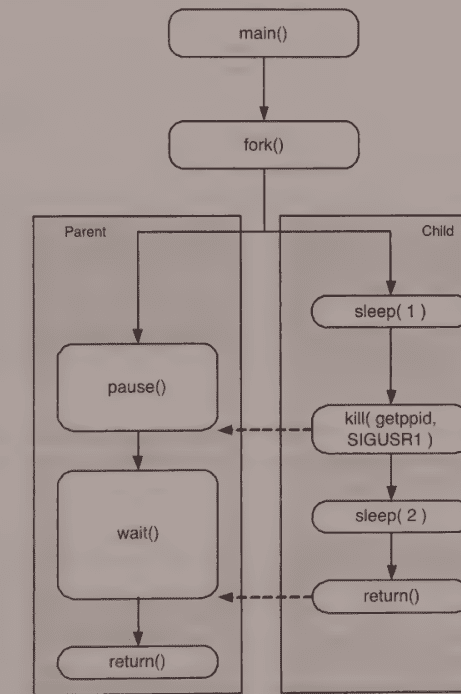 main()
fork()
Parent
Child
pause()
wait()
return()
sleep( 1 )
kill( getppid,
SIGUSR1 )
sleep( 2 )
return()